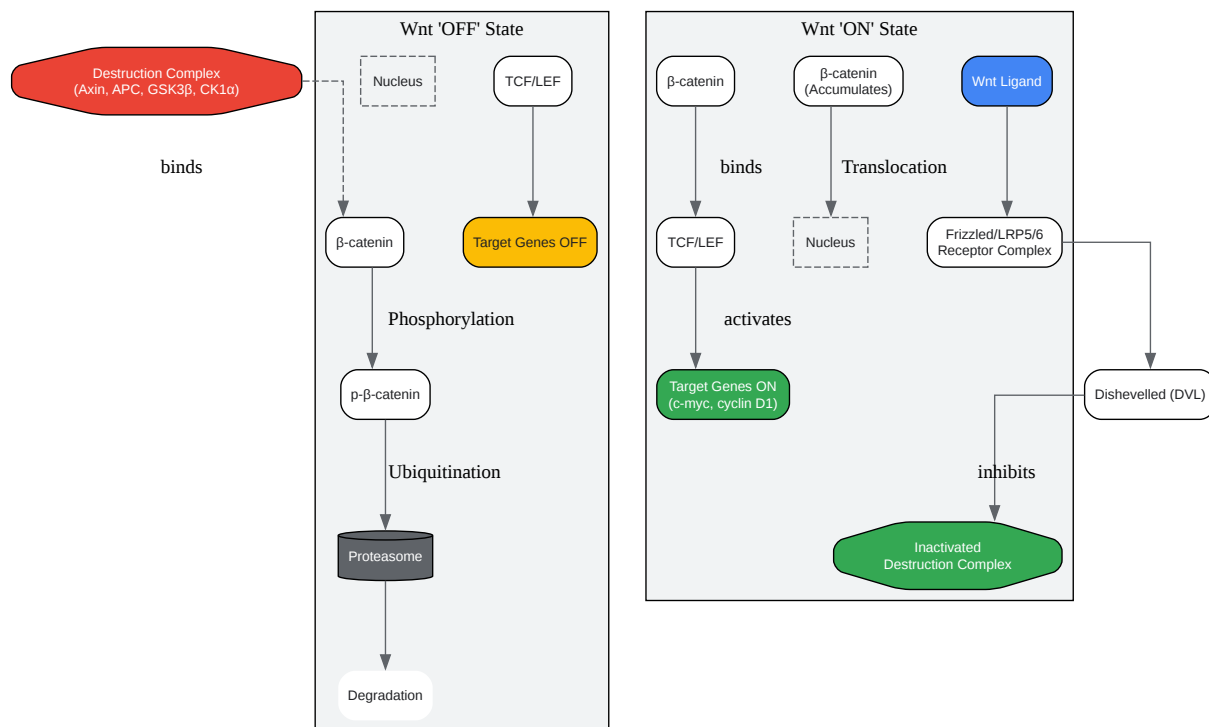 Wnt 'OFF' State
Destruction Complex
(Axin, APC, GSK3β, CK1α)
Nucleus
TCF/LEF
binds
β-catenin
Target Genes OFF
Phosphorylation
p-β-catenin
Ubiquitination
Proteasome
Degradation
Wnt 'ON' State
β-catenin
β-catenin
(Accumulates)
Wnt Ligand
binds
Translocation
TCF/LEF
Nucleus
Frizzled/LRP5/6
Receptor Complex
activates
Target Genes ON
(c-myc, cyclin D1)
Dishevelled (DVL)
inhibits
Inactivated
Destruction Complex